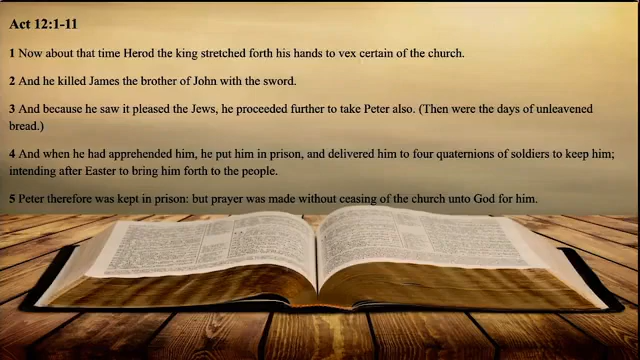 Act 12:1-11
1 Now about that time Herod the king stretched forth his hands to vex certain of the church.
2 And he killed James the brother of John with the sword.
3 And because he saw it pleased the Jews, he proceeded further to take Peter also. (Then were the days of unleavened
bread.)
4 And when he had apprehended him, he put him in prison, and delivered him to four quaternions of soldiers to keep him;
intending after Easter to bring him forth to the people.
5 Peter therefore was kept in prison: but prayer was made without ceasing of the church unto God for him.